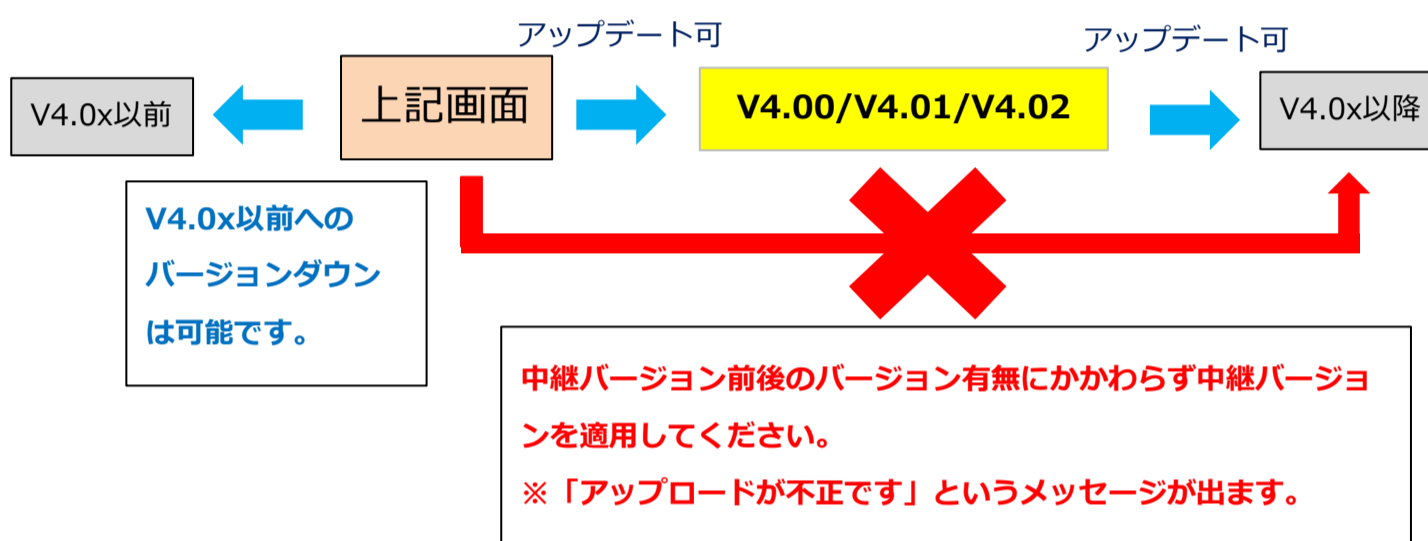 アップデート可
アップデート可
V4.0x以前
上記画面
V4.00/V4.01/V4.02
V4.0x以降
V4.0x以前への
バージョンダウン
は可能です。
中継バージョン前後のバージョン有無にかかわらず中継バージョ
ンを適用してください。
※「アップロードが不正です」というメッセージが出ます。